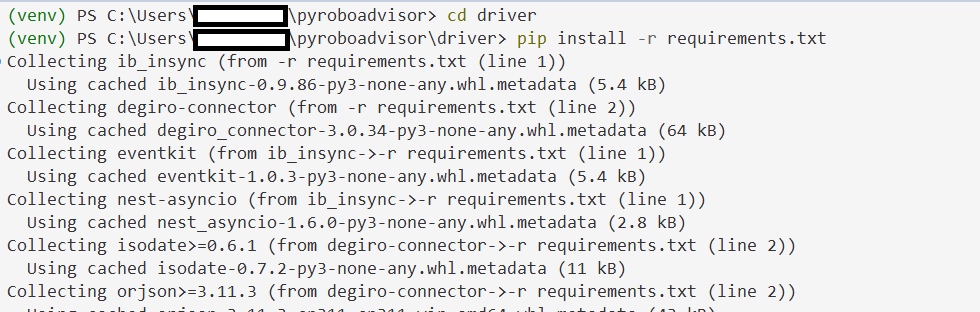 (venv) PS C:\Users\ \pyroboadvisor> cd driver
(venv) PS C:\Users\ \pyroboadvisor\driver> pip install -r requirements.txt
Collecting ib_insync (from -r requirements.txt (line 1))
Using cached ib_insync-0.9.86-py3-none-any.whl.metadata (5.4 kB)
Collecting degiro-connector (from -r requirements.txt (line 2))
Using cached degiro_connector-3.0.34-py3-none-any.whl.metadata (64 kB)
Collecting eventkit (from ib_insync->-r requirements.txt (line 1))
Using cached eventkit-1.0.3-py3-none-any.whl.metadata (5.4 kB)
Collecting nest-asyncio (from ib_insync->-r requirements.txt (line 1))
Using cached nest_asyncio-1.6.0-py3-none-any.whl.metadata (2.8 kB)
Collecting isodate>=0.6.1 (from degiro-connector->-r requirements.txt (line 2))
Using cached isodate-0.7.2-py3-none-any.whl.metadata (11 kB)
Collecting orjson>=3.11.3 (from degiro-connector->-r requirements.txt (line 2))